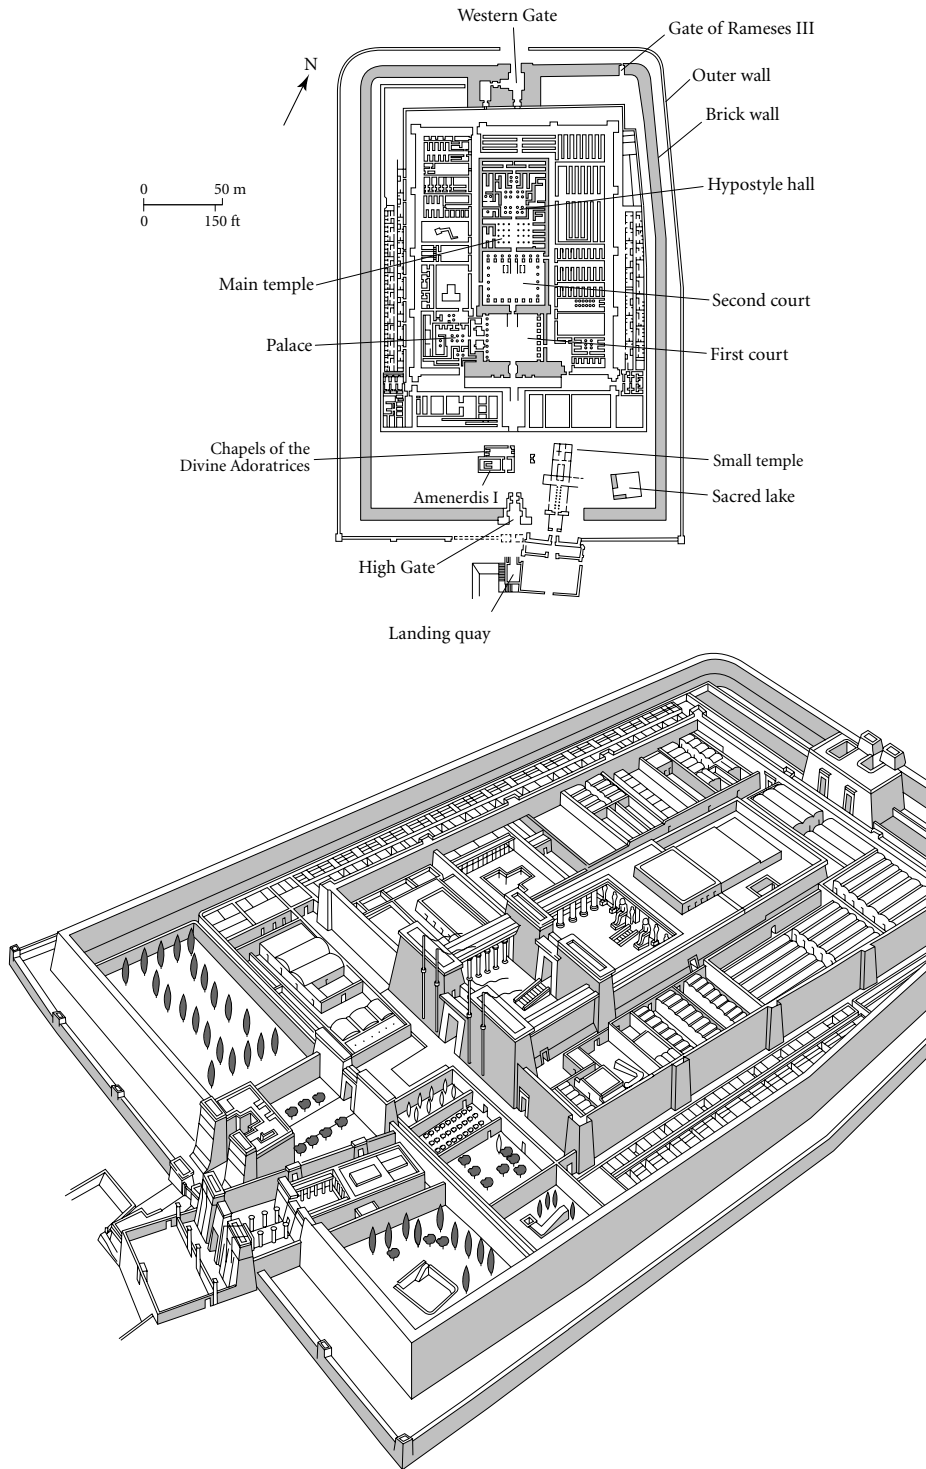 Western Gate
Gate of Rameses III
N
Outer wall
Brick wall
0 50 m
0 150 ft
Hypostyle hall
Main temple
Second court
Palace
First court
Chapels of the
Divine Adoratrices
Small temple
Amenerdis I
Sacred lake
High Gate
Landing quay